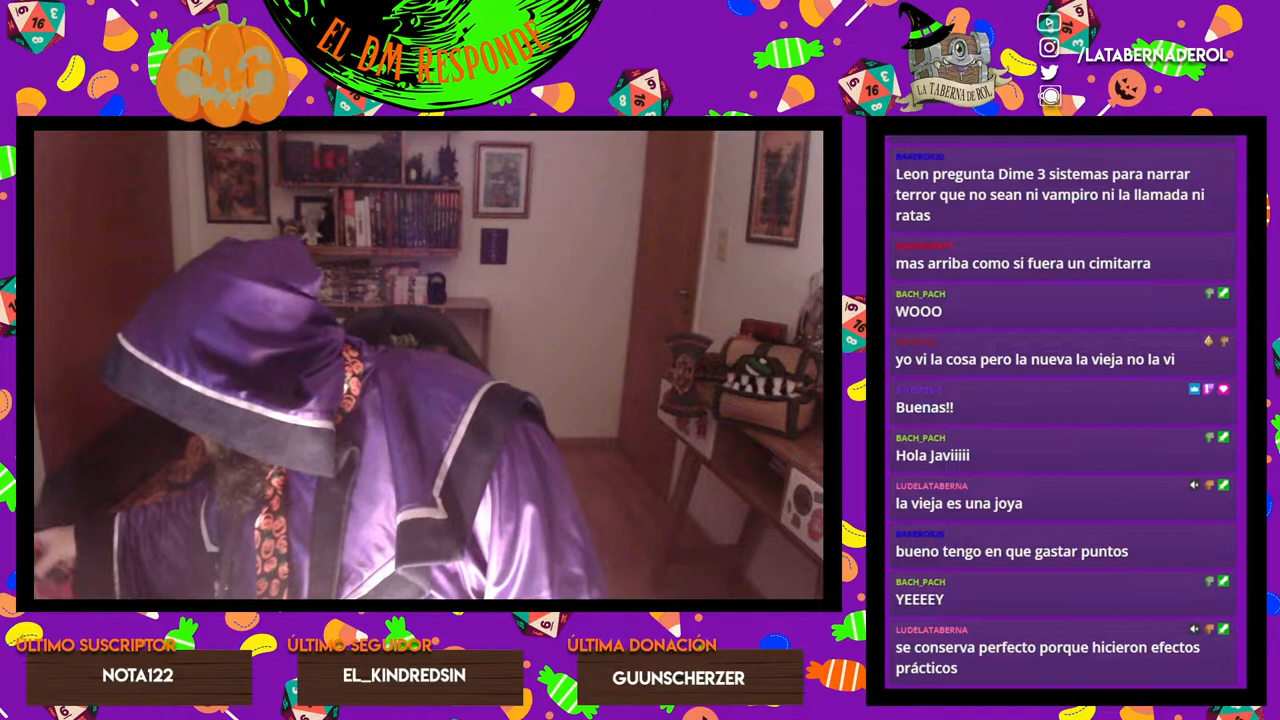 EL DM RESPONDE
LA TABERNA DE ROL
/LATABERNADEROL
Leon pregunta Dime 3 sistemas para narrar
terror que no sean ni vampiro ni la llamada ni
ratas
mas arriba como si fuera un cimitarra
BACH_PACH
WOOO
yo vi la cosa pero la nueva la vieja no la vi
Buenas!!
BACH_PACH
Hola Javiiiii
LUDELATABERNA
la vieja es una joya
bueno tengo en que gastar puntos
BACH_PACH
YEEEEY
LUDELATABERNA
se conserva perfecto porque hicieron efectos
prácticos
ÚLTIMO SUSCRIPTOR
NOTA122
ÚLTIMO SEGUIDOR
EL_KINDREDSIN
ÚLTIMA DONACIÓN
GUUNSCHERZER